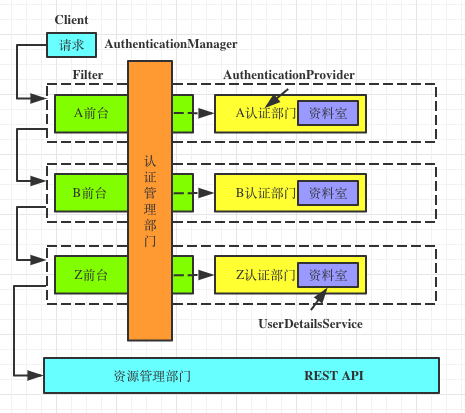 Client
请求
AuthenticationManager
Filter
AuthenticationProvider
A前台
A认证部门
资料室
认证管理部门
B前台
B认证部门
资料室
Z前台
Z认证部门
资料室
UserDetailsService
资源管理部门
REST API